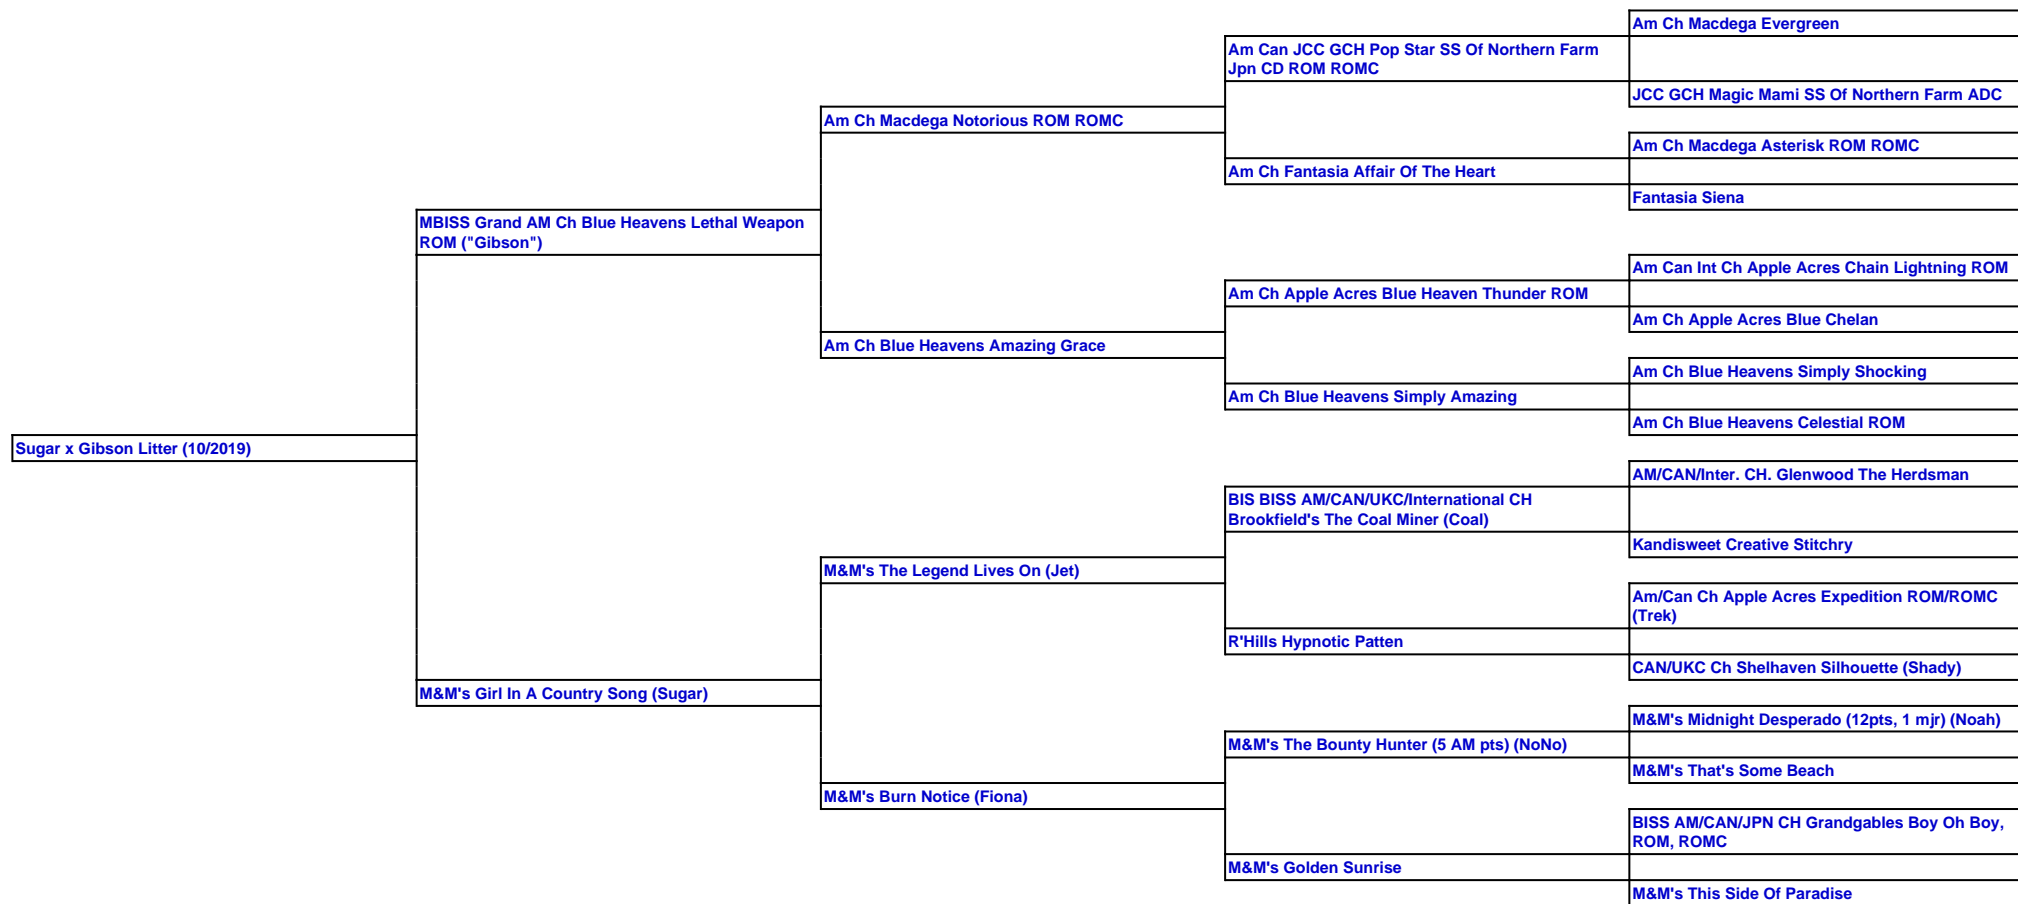 Am Ch Macdega Evergreen
Am Can JCC GCH Pop Star SS Of Northern Farm
Jpn CD ROM ROMC
JCC GCH Magic Mami SS Of Northern Farm ADC
Am Ch Macdega Notorious ROM ROMC
Am Ch Macdega Asterisk ROM ROMC
Am Ch Fantasia Affair Of The Heart
Fantasia Siena
MBISS Grand AM Ch Blue Heavens Lethal Weapon
ROM ("Gibson")
Am Can Int Ch Apple Acres Chain Lightning ROM
Am Ch Apple Acres Blue Heaven Thunder ROM
Am Ch Apple Acres Blue Chelan
Am Ch Blue Heavens Amazing Grace
Am Ch Blue Heavens Simply Shocking
Am Ch Blue Heavens Simply Amazing
Am Ch Blue Heavens Celestial ROM
Sugar x Gibson Litter (10/2019)
AM/CAN/Inter. CH. Glenwood The Herdsman
BIS BISS AM/CAN/UKC/International CH
Brookfield's The Coal Miner (Coal)
Kandisweet Creative Stitchry
M&M's The Legend Lives On (Jet)
Am/Can Ch Apple Acres Expedition ROM/ROMC
(Trek)
R'Hills Hypnotic Patten
CAN/UKC Ch Shelhaven Silhouette (Shady)
M&M's Girl In A Country Song (Sugar)
M&M's Midnight Desperado (12pts, 1 mjr) (Noah)
M&M's The Bounty Hunter (5 AM pts) (NoNo)
M&M's That's Some Beach
M&M's Burn Notice (Fiona)
BISS AM/CAN/JPN CH Grandgables Boy Oh Boy,
ROM, ROMC
M&M's Golden Sunrise
M&M's This Side Of Paradise